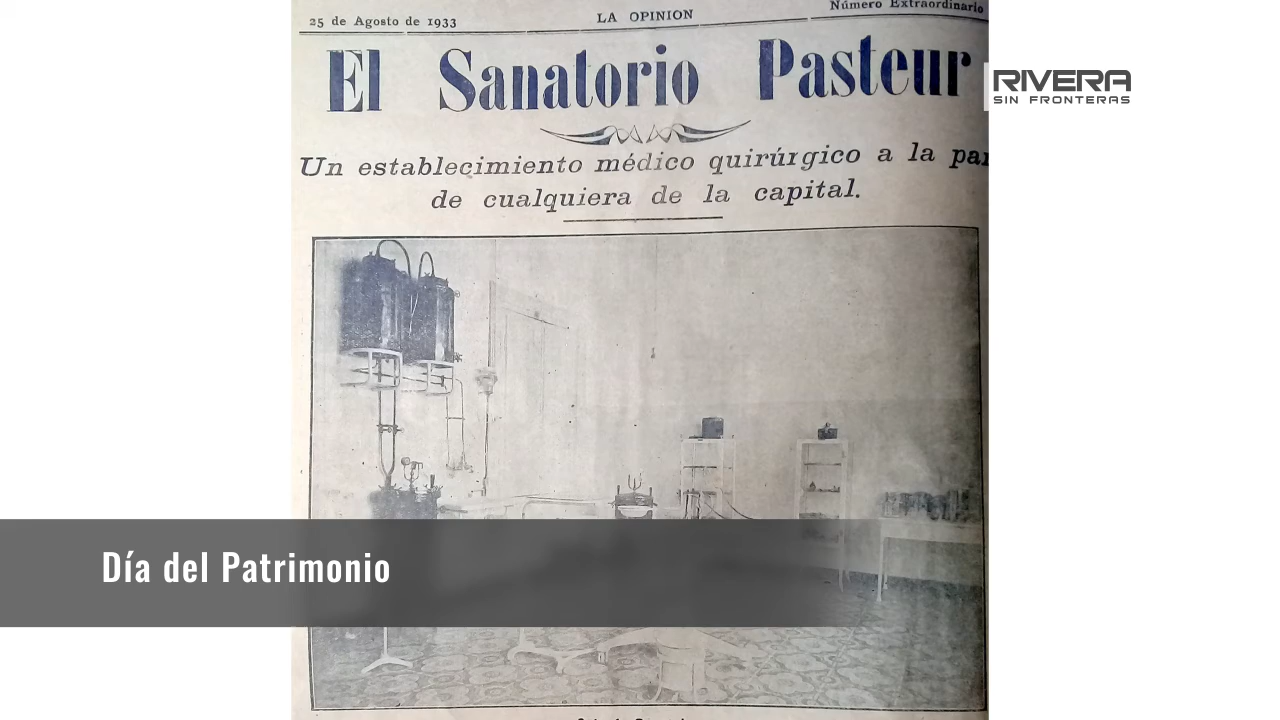 25 de Agosto de 1933
LA OPINION
Número Extraordinario
El Sanatorio Pasteur
RIVERA
SIN FRONTERAS
Un establecimiento médico quirúrgico a la par
de cualquiera de la capital.
Día del Patrimonio